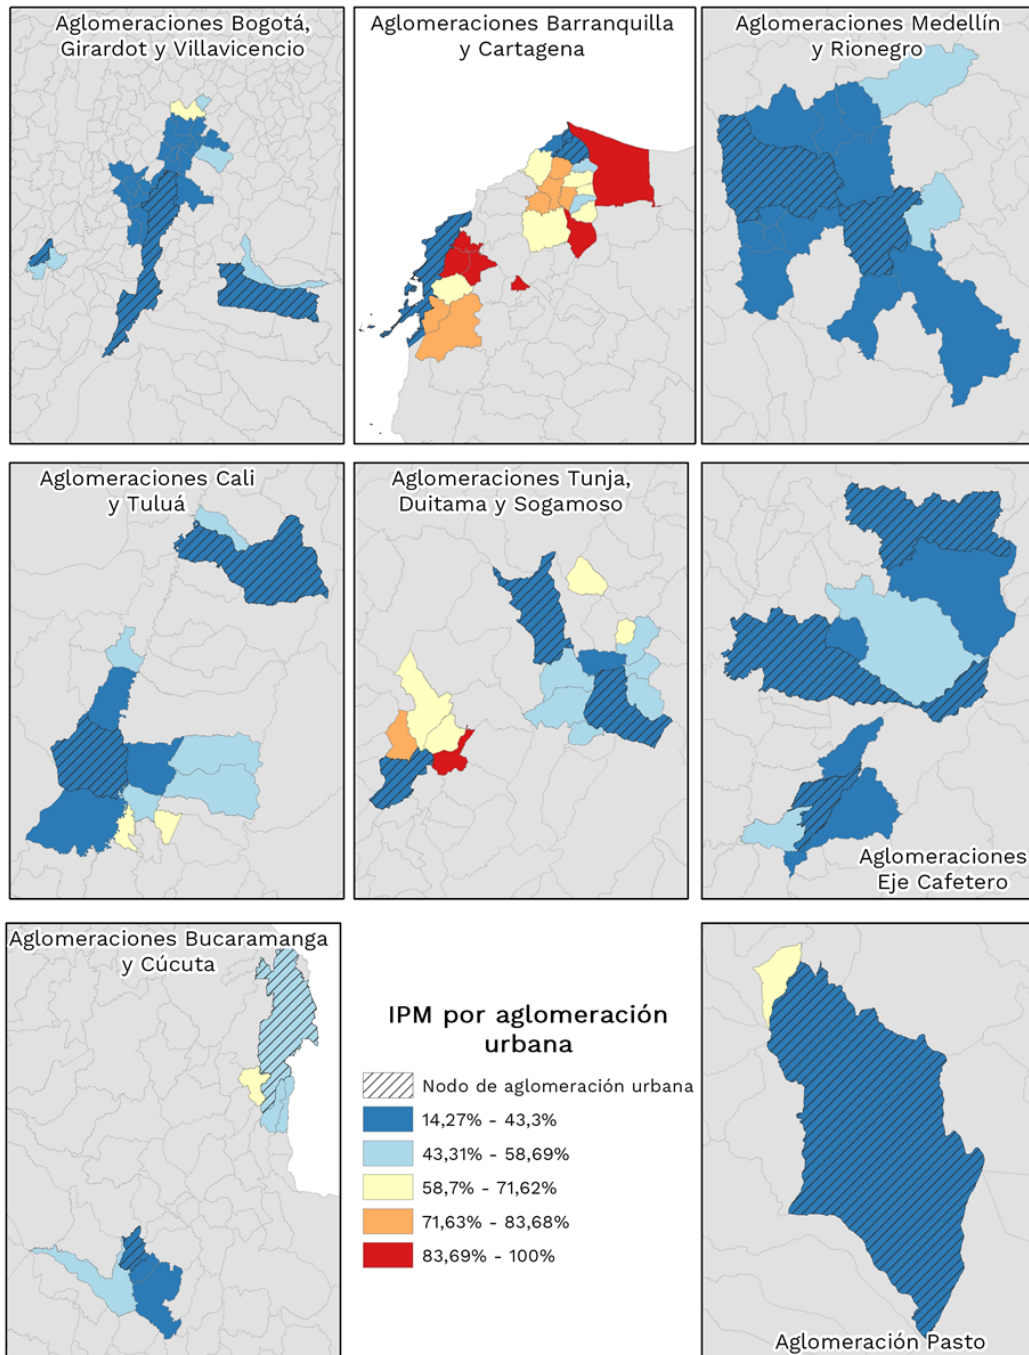 Aglomeraciones Bogotá,
Girardot y Villavicencio
Aglomeraciones Barranquilla
y Cartagena
Aglomeraciones Medellín
y Rionegro
Aglomeraciones Cali
y Tuluá
Aglomeraciones Tunja,
Duitama y Sogamoso
Aglomeraciones
Eje Cafetero
Aglomeraciones Bucaramanga
y Cúcuta
IPM por aglomeración
urbana
Nodo de aglomeración urbana
14,27% - 43,3%
43,31% - 58,69%
58,7% - 71,62%
71,63% - 83,68%
83,69% - 100%
Aglomeración Pasto